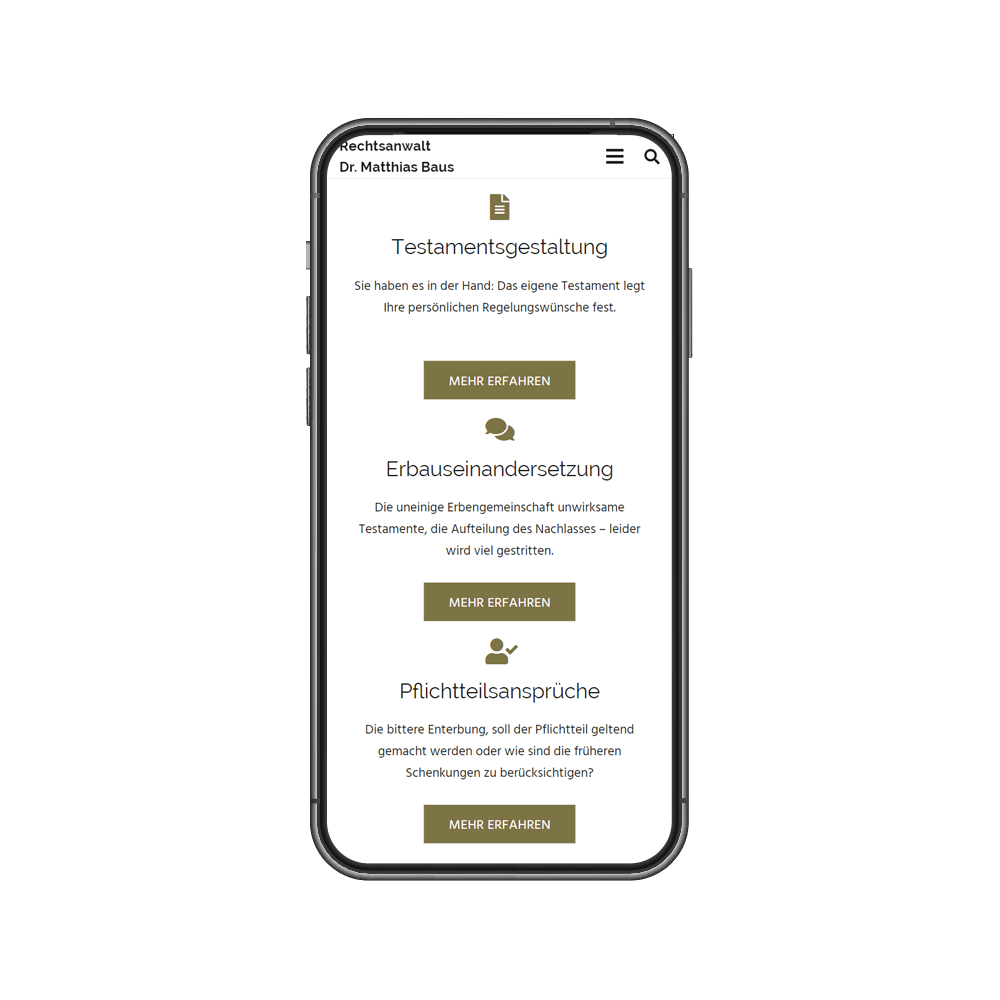 Rechtsanwalt
Dr. Matthias Baus
Testamentsgestaltung
Sie haben es in der Hand: Das eigene Testament legt
Ihre persönlichen Regelungswünsche fest.
MEHR ERFAHREN
Erbauseinandersetzung
Die uneinige Erbengemeinschaft unwirksame
Testamente, die Aufteilung des Nachlasses – leider
wird viel gestritten.
MEHR ERFAHREN
Pflichtteilsansprüche
Die bittere Enterbung, soll der Pflichtteil geltend
gemacht werden oder wie sind die früheren
Schenkungen zu berücksichtigen?
MEHR ERFAHREN